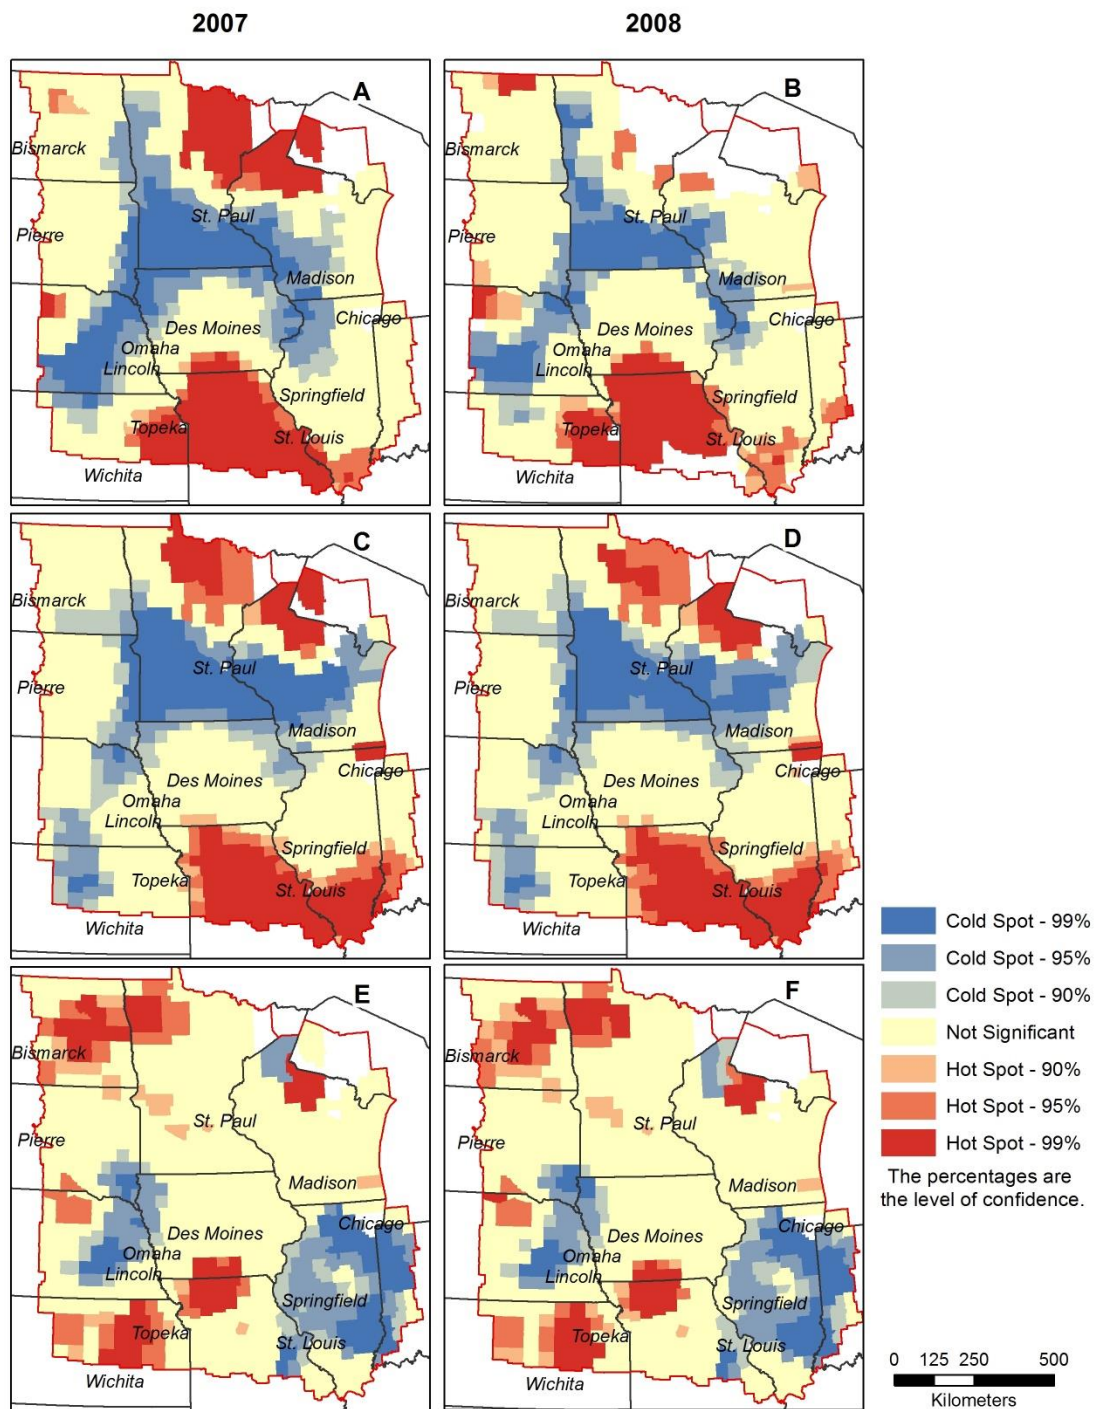 2007
2008
A
Bismarck
St. Paul
Pierre
Madison
Chicago
Des Moines
Omaha
Lincoln
Springfield
Topeka
St. Louis
Wichita
B
Bismarck
St. Paul
Pierre
Madison
Chicago
Des Moines
Omaha
Lincoln
Springfield
Topeka
St. Louis
Wichita
C
Bismarck
St. Paul
Pierre
Madison
Chicago
Des Moines
Omaha
Lincoln
Springfield
Topeka
St. Louis
Wichita
D
Bismarck
St. Paul
Pierre
Madison
Chicago
Des Moines
Omaha
Lincoln
Springfield
Topeka
St. Louis
Wichita
E
Bismarck
St. Paul
Pierre
Madison
Chicago
Des Moines
Omaha
Lincoln
Springfield
Topeka
St. Louis
Wichita
F
Bismarck
St. Paul
Pierre
Madison
Chicago
Des Moines
Omaha
Lincoln
Springfield
Topeka
St. Louis
Wichita
Cold Spot - 99%
Cold Spot - 95%
Cold Spot - 90%
Not Significant
Hot Spot - 90%
Hot Spot - 95%
Hot Spot - 99%
The percentages are
the level of confidence.
0 125 250 500
Kilometers